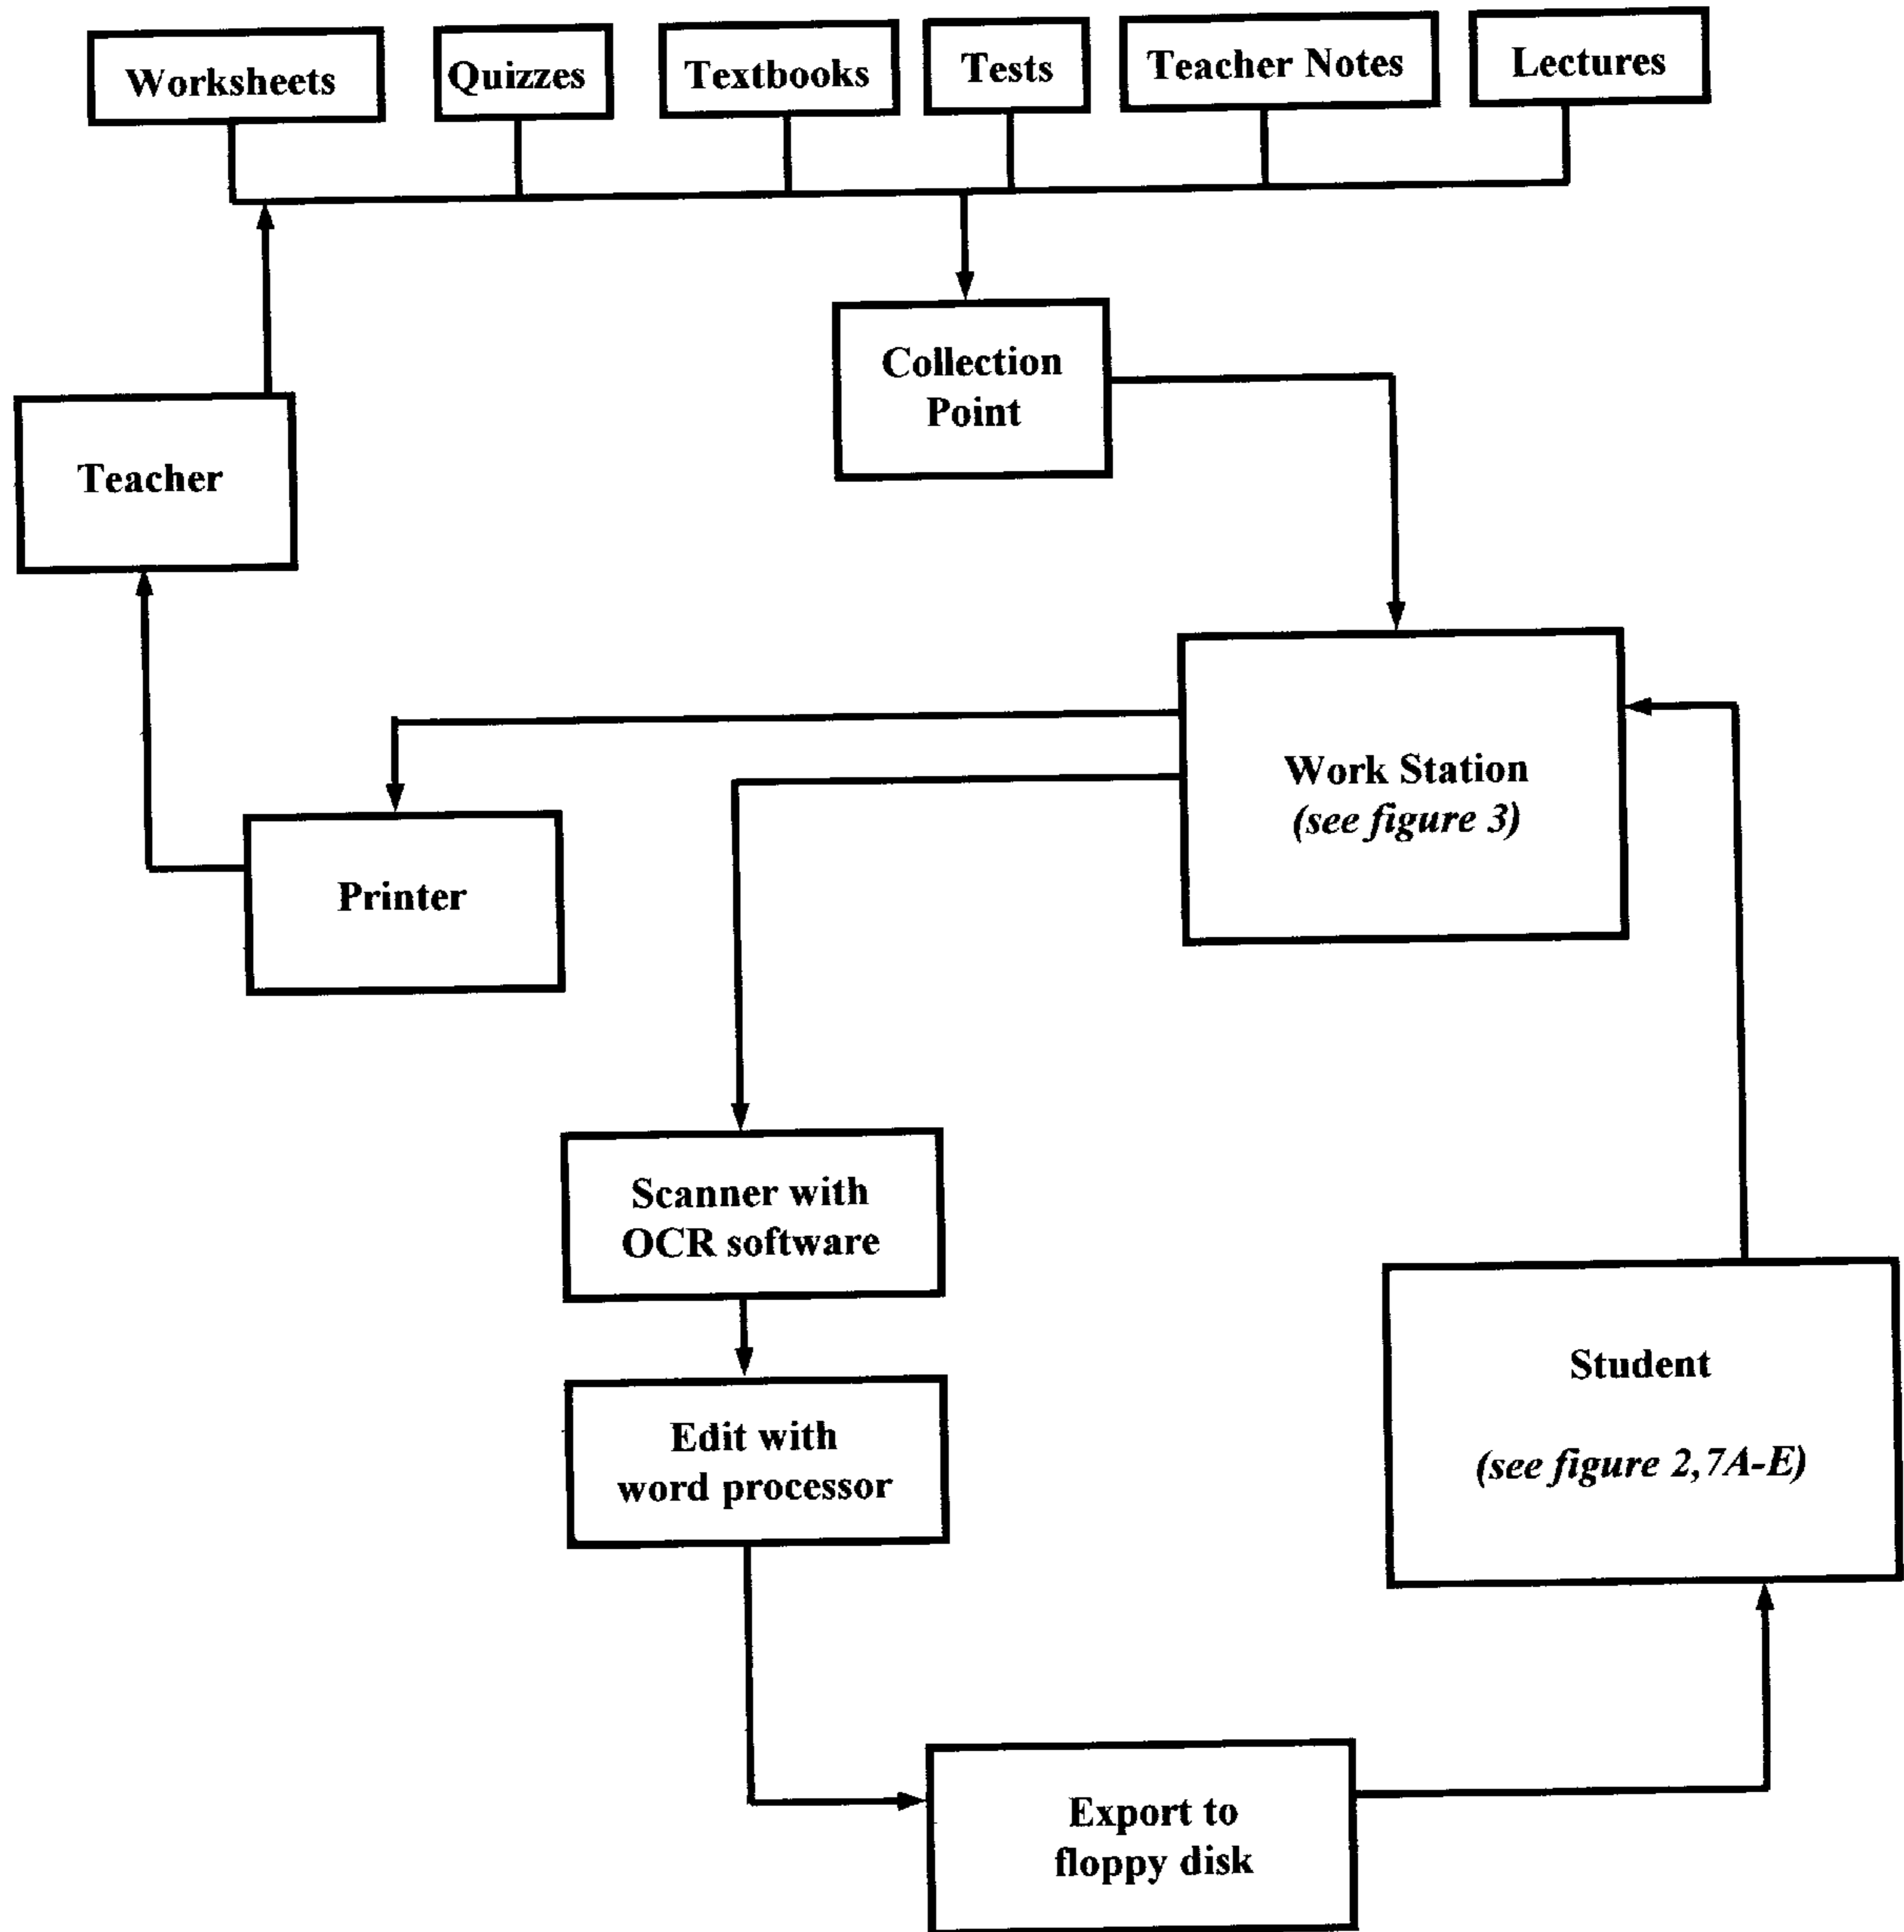 Worksheets
Quizzes
Textbooks
Tests
Teacher Notes
Lectures
Collection
Point
Teacher
Work Station
(see figure 3)
Printer
Scanner with
OCR software
Student
(see figure 2,7A-E)
Edit with
word processor
Export to
floppy disk